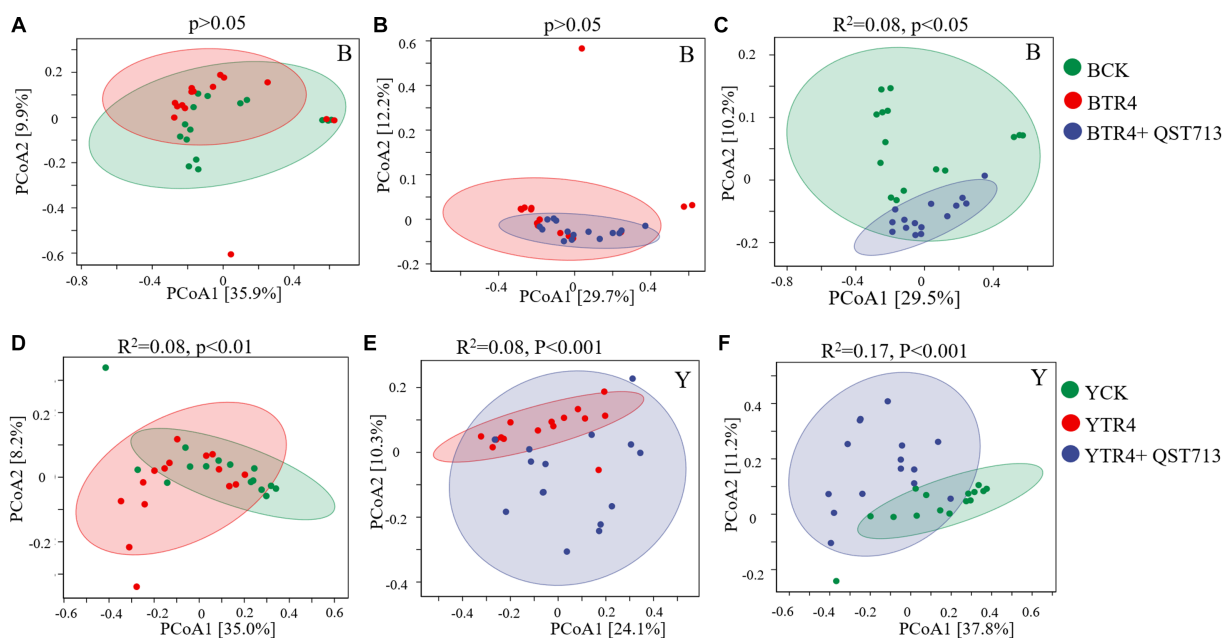 A
p>0.05
B
PCoA2 [9.9%]
0.2
0
-0.2
-0.6
-0.8
-0.4
0
0.4
PCoA1 [35.9%]
B
p>0.05
B
PCoA2 [12.2%]
0.6
0.4
0.2
0.1
0
-0.2
-0.4
0
0.4
PCoA1 [29.7%]
C
R²=0.08, p<0.05
B
PCoA2 [10.2%]
0.2
0.1
0
-0.2
-0.8
-0.4
0
0.4
PCoA1 [29.5%]
BCK
BTR4
BTR4+ QST713
D
R²=0.08, p<0.01
PCoA2 [8.2%]
0.2
0
-0.2
-0.6
-0.4
-0.2
0
0.2
0.4
0.6
PCoA1 [35.0%]
E
R²=0.08, P<0.001
Y
PCoA2 [10.3%]
0.2
0
-0.2
-0.4
-0.4
-0.2
0
0.2
0.4
0.6
PCoA1 [24.1%]
F
R²=0.17, P<0.001
Y
PCoA2 [11.2%]
0.6
0.4
0.2
0.1
0
0.2
-0.6
-0.4
-0.2
0
0.2
0.4
0.6
PCoA1 [37.8%]
YCK
YTR4
YTR4+ QST713